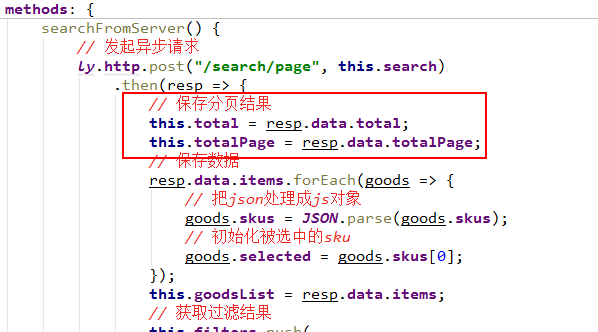 methods: {
searchFromServer() {
// 发起异步请求
ly.http.post("/search/page", this.search)
.then(resp => {
// 保存分页结果
this.total = resp.data.total;
this.totalPage = resp.data.totalPage;
// 保存数据
resp.data.items.forEach(goods => {
// 把json处理成js对象
goods.skus = JSON.parse(goods.skus);
// 初始化被选中的sku
goods.selected = goods.skus[0];
});
this.goodsList = resp.data.items;
// 获取过滤结果
this.filters.push(